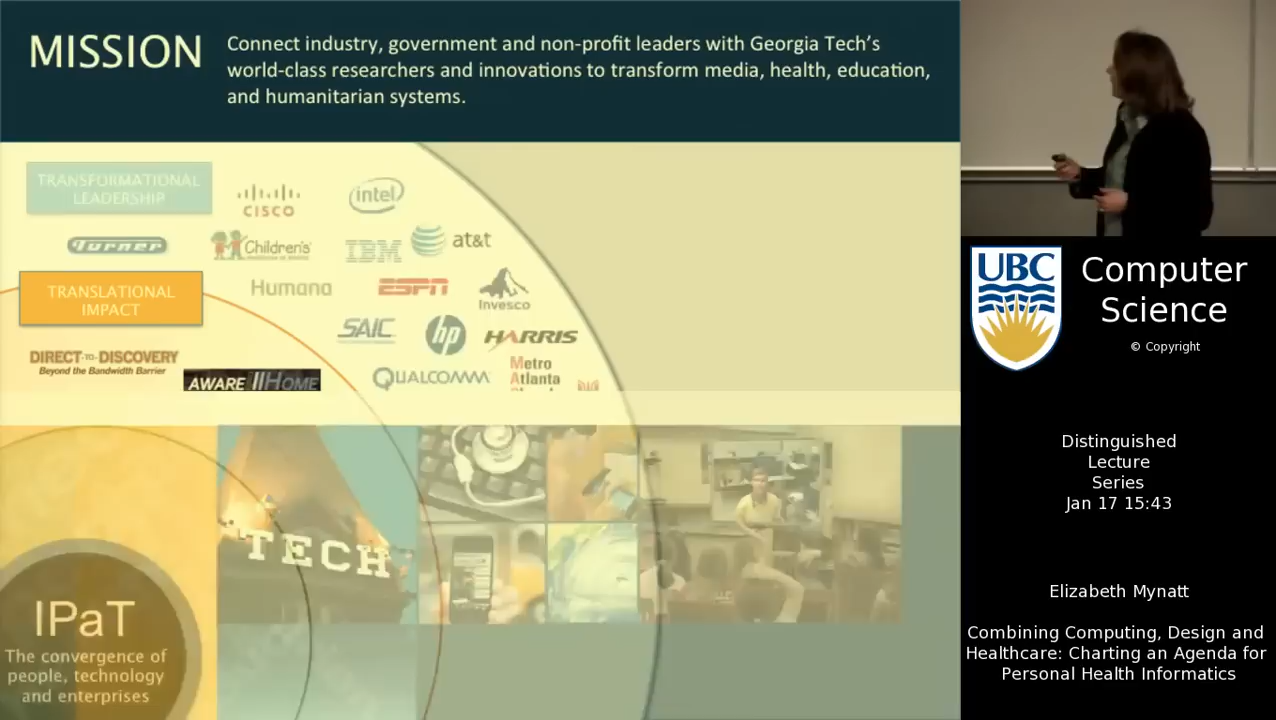 MISSION
Connect industry, government and non-profit leaders with Georgia Tech's
world-class researchers and innovations to transform media, health, education,
and humanitarian systems.
TRANSFORMATIONAL
LEADERSHIP
CISCO
intel
Turner
Children's
IBM
at&t
TRANSLATIONAL
IMPACT
Humana
ESPN
Invesco
SAIC
hp
HARRIS
DIRECT-TO-DISCOVERY
Beyond the Bandwidth Barrier
AWARE HOME
QUALCOMM
Metro
Atlanta
TECH
IPaT
The convergence of
people, technology
and enterprises
UBC
Computer
Science
© Copyright
Distinguished
Lecture
Series
Jan 17 15:43
Elizabeth Mynatt
Combining Computing, Design and
Healthcare: Charting an Agenda for
Personal Health Informatics